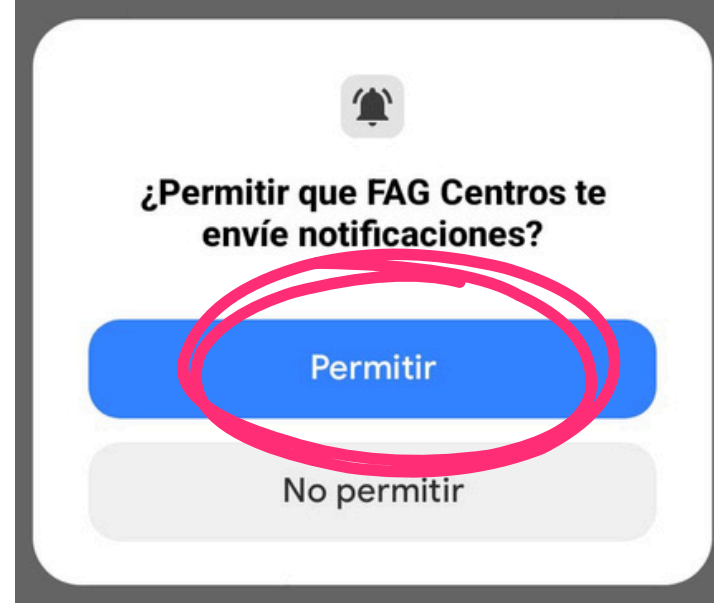 ¿Permitir que FAG Centros te
envíe notificaciones?
Permitir
No permitir